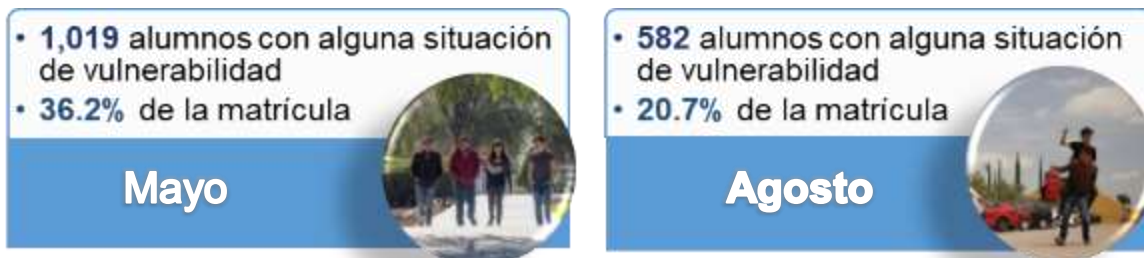 • 1,019 alumnos con alguna situación
de vulnerabilidad
• 36.2% de la matrícula
Mayo
• 582 alumnos con alguna situación
de vulnerabilidad
• 20.7% de la matrícula
Agosto